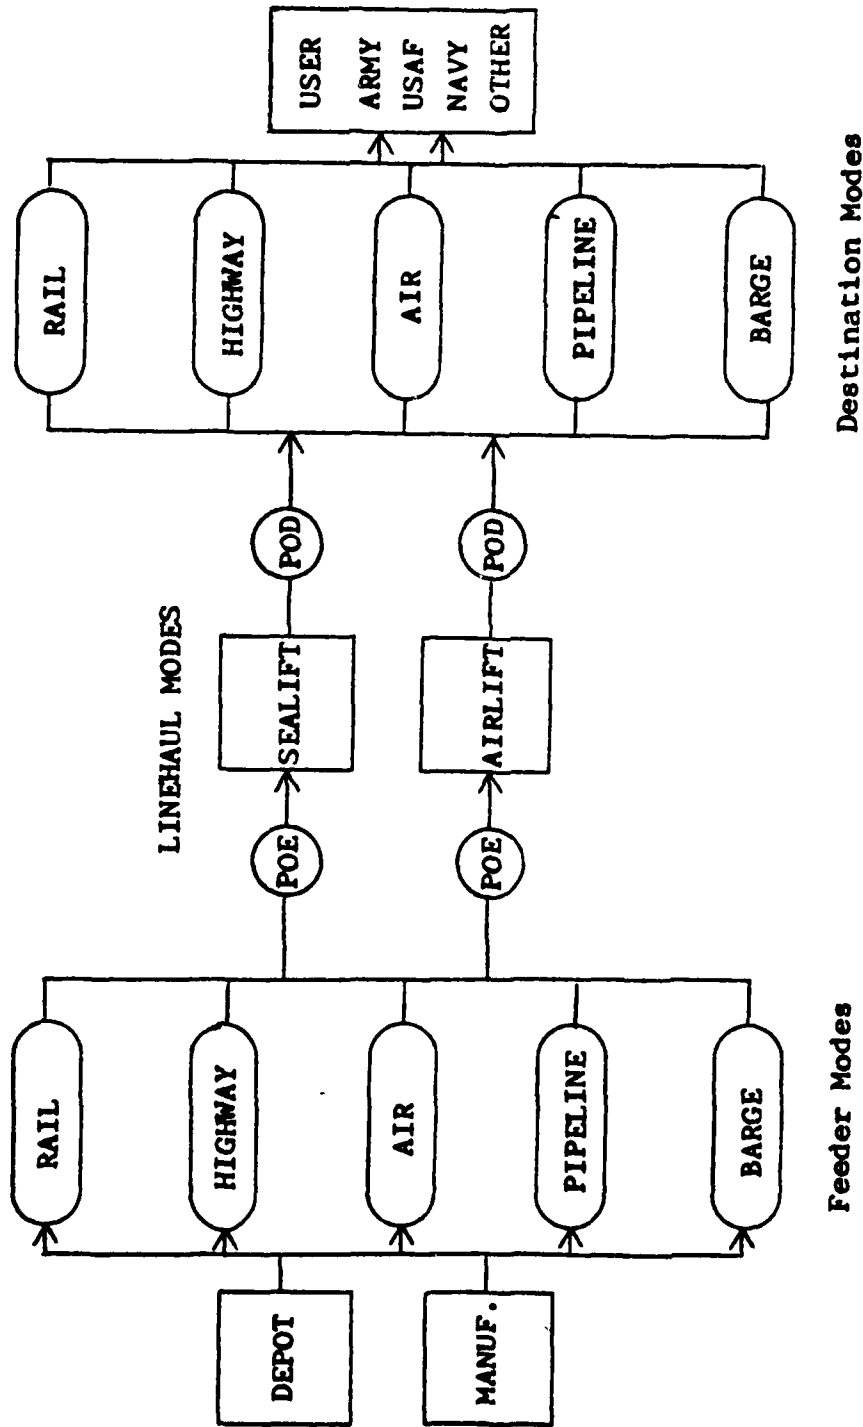 LINEHAUL MODES
DEPOT
MANUF.
RAIL
HIGHWAY
AIR
PIPELINE
BARGE
Feeder Modes
POE
SEALIFT
POD
POE
AIRLIFT
POD
RAIL
HIGHWAY
AIR
PIPELINE
BARGE
Destination Modes
USER
ARMY
USAF
NAVY
OTHER